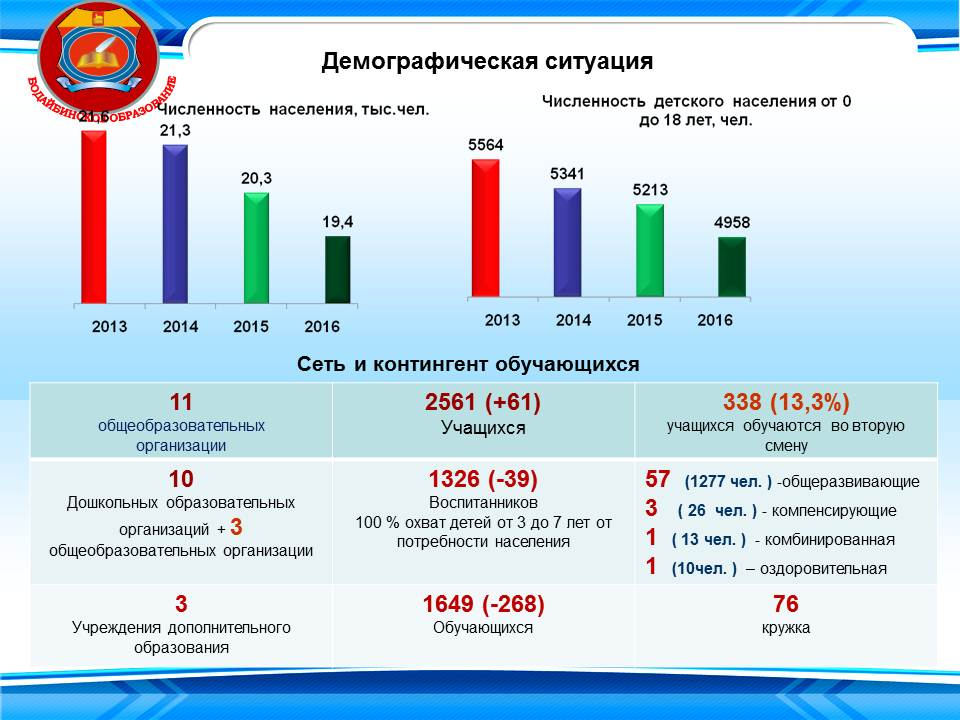 БОДАЙБИНСКОЕ ОБРАЗОВАНИЕ
Демографическая ситуация
Численность населения, тыс.чел.
21,6
21,3
20,3
19,4
2013 2014 2015 2016
Численность детского населения от 0
до 18 лет, чел.
5564
5341
5213
4958
2013 2014 2015 2016
Сеть и контингент обучающихся
11
общеобразовательных
организации
2561 (+61)
Учащихся
338 (13,3%)
учащихся обучаются во вторую
смену
10
Дошкольных образовательных
организаций + 3
общеобразовательных организации
1326 (-39)
Воспитанников
100 % охват детей от 3 до 7 лет от
потребности населения
57 (1277 чел. ) -общеразвивающие
3 ( 26 чел. ) - компенсирующие
1 ( 13 чел. ) - комбинированная
1 (10чел. ) – оздоровительная
3
Учреждения дополнительного
образования
1649 (-268)
Обучающихся
76
кружка